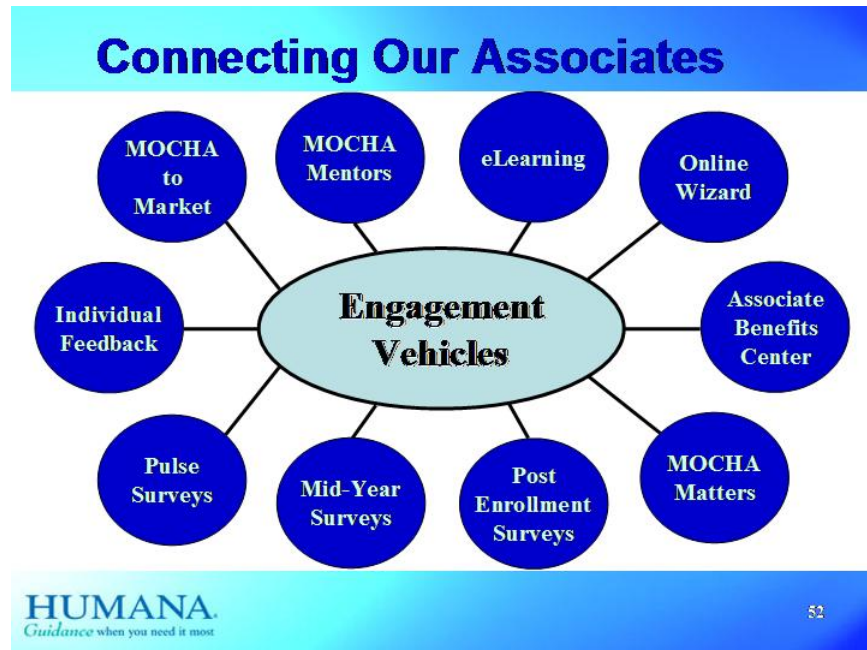 Connecting Our Associates
MOCHA
to
Market
MOCHA
Mentors
eLearning
Online
Wizard
Individual
Feedback
Engagement
Vehicles
Associate
Benefits
Center
Pulse
Surveys
Mid-Year
Surveys
Post
Enrollment
Surveys
MOCHA
Matters
HUMANA.
Guidance when you need it most
52